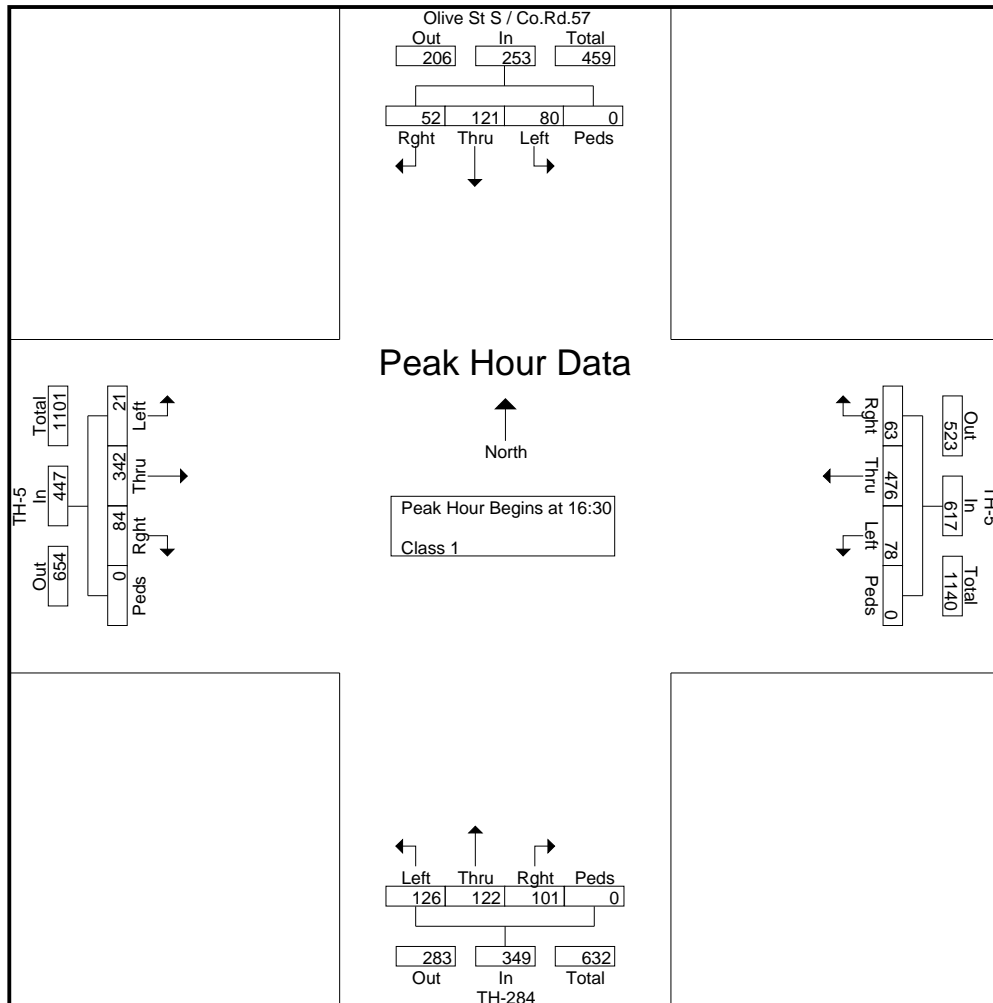 Olive St S / Co.Rd.57
Out In Total
206 253 459
52 121 80 0
Rght Thru Left Peds
Peak Hour Data
North
Peak Hour Begins at 16:30
Class 1
TH-5
Total In Out
1101 447 654
21 342 84 0
Left Thru Rght Peds
TH-5
Out In Total
523 617 1140
63 476 78 0
Rght Thru Left Peds
Left Thru Rght Peds
126 122 101 0
283 349 632
Out In Total
TH-284